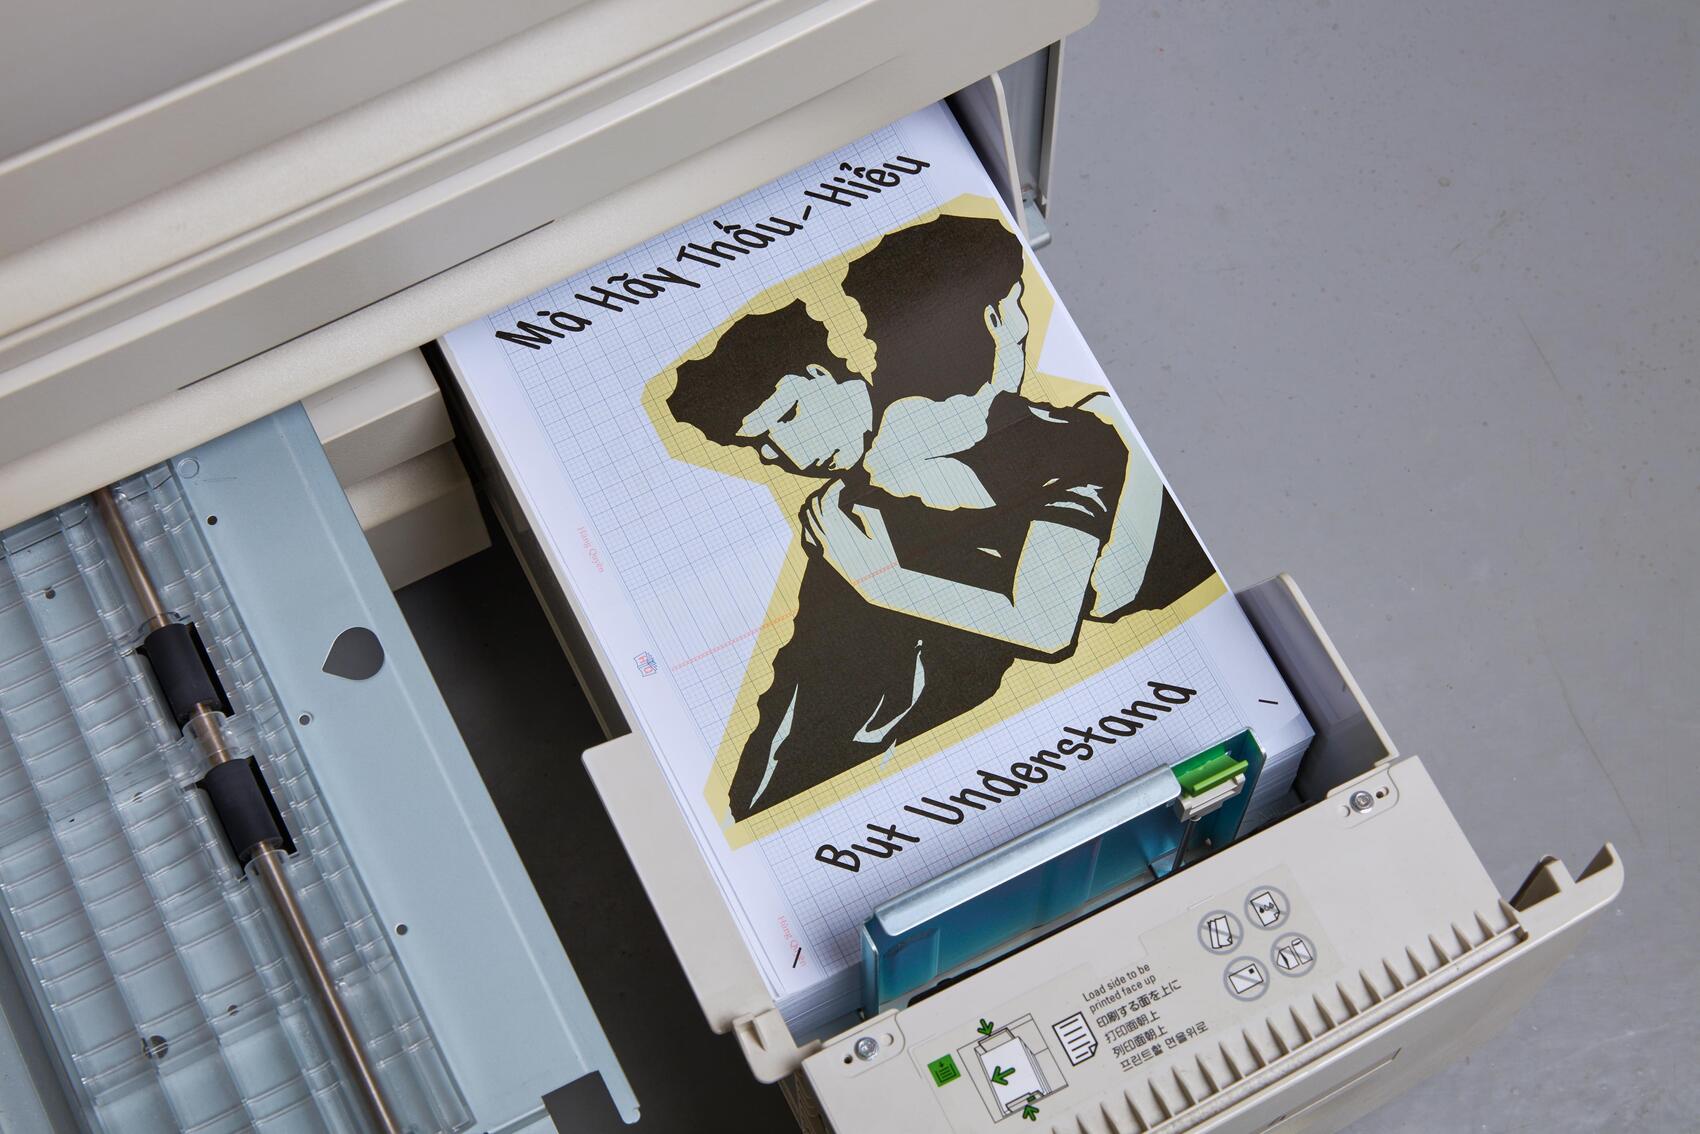 Mà Hãy Thấu-Hiểu
Hạng Quyên
But Understand
Load side to be
printed face up
印刷する面を上に
打印面朝上
列印面朝上
프린트할 면을위로